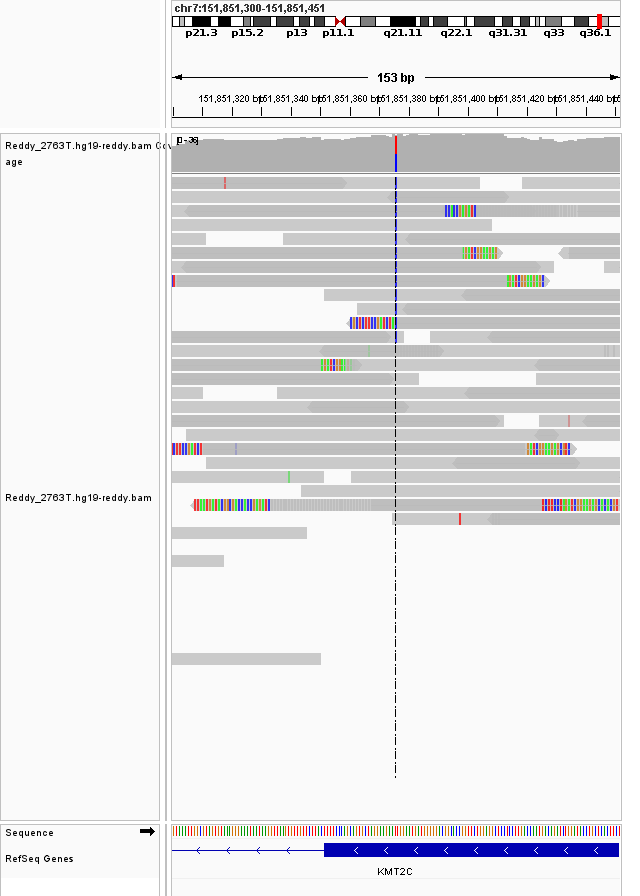 chr7:151,851,300-151,851,451
p21.3 p15.2 p13 p11.1 q21.11 q22.1 q31.31 q33 q36.1
153 bp
151,851,320 bp 151,851,340 bp 151,851,360 bp 151,851,380 bp 151,851,400 bp 151,851,420 bp 151,851,440 bp
Reddy_2763T.hg19-reddy.bam Cov
age
[0 - 36]
Reddy_2763T.hg19-reddy.bam
Sequence
RefSeq Genes
KMT2C